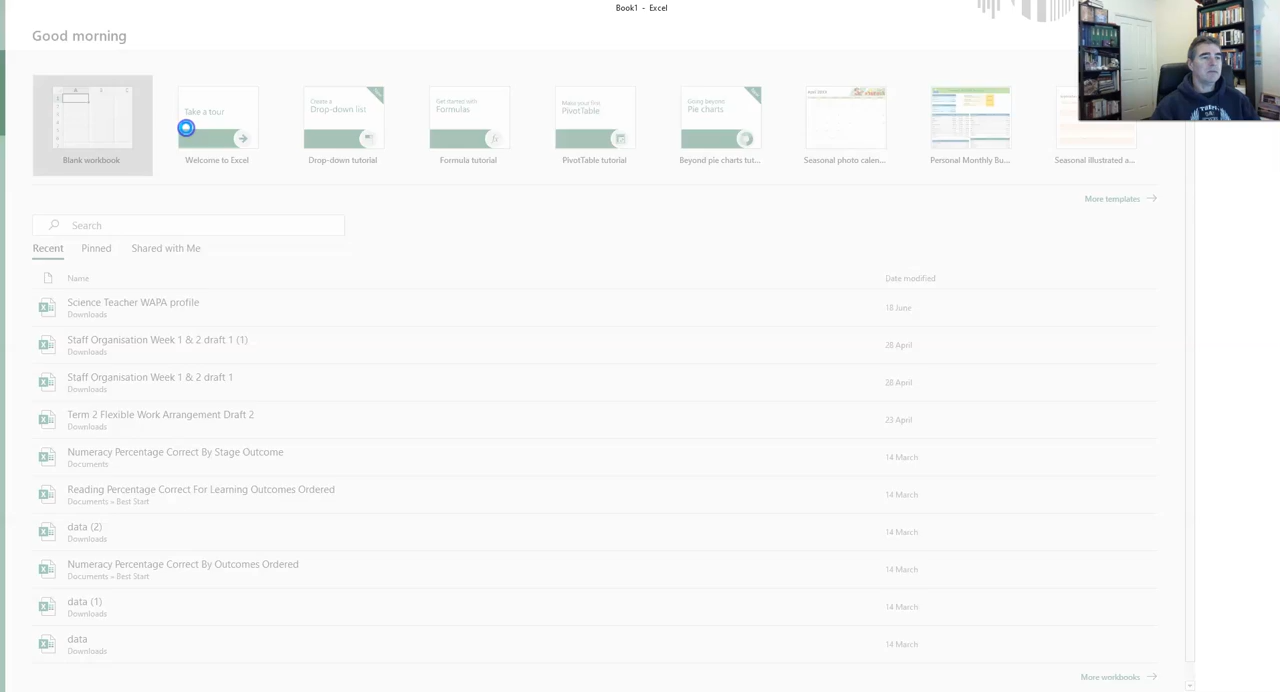 Book1 - Excel
Good morning
Take a tour
Create a
Drop-down list
Get started with
Formulas
fx
Make your first
PivotTable
Going beyond
Pie charts
Blank workbook
Welcome to Excel
Drop-down tutorial
Formula tutorial
PivotTable tutorial
Beyond pie charts tut...
Seasonal photo calen...
Personal Monthly Bu...
Seasonal illustrated a...
More templates
Search
Recent
Pinned
Shared with Me
Name
Date modified
Science Teacher WAPA profile
Downloads
18 June
Staff Organisation Week 1 & 2 draft 1 (1)
Downloads
28 April
Staff Organisation Week 1 & 2 draft 1
Downloads
28 April
Term 2 Flexible Work Arrangement Draft 2
Downloads
23 April
Numeracy Percentage Correct By Stage Outcome
Documents
14 March
Reading Percentage Correct For Learning Outcomes Ordered
Documents » Best Start
14 March
data (2)
Downloads
14 March
Numeracy Percentage Correct By Outcomes Ordered
Documents » Best Start
14 March
data (1)
Downloads
14 March
data
Downloads
14 March
More workbooks